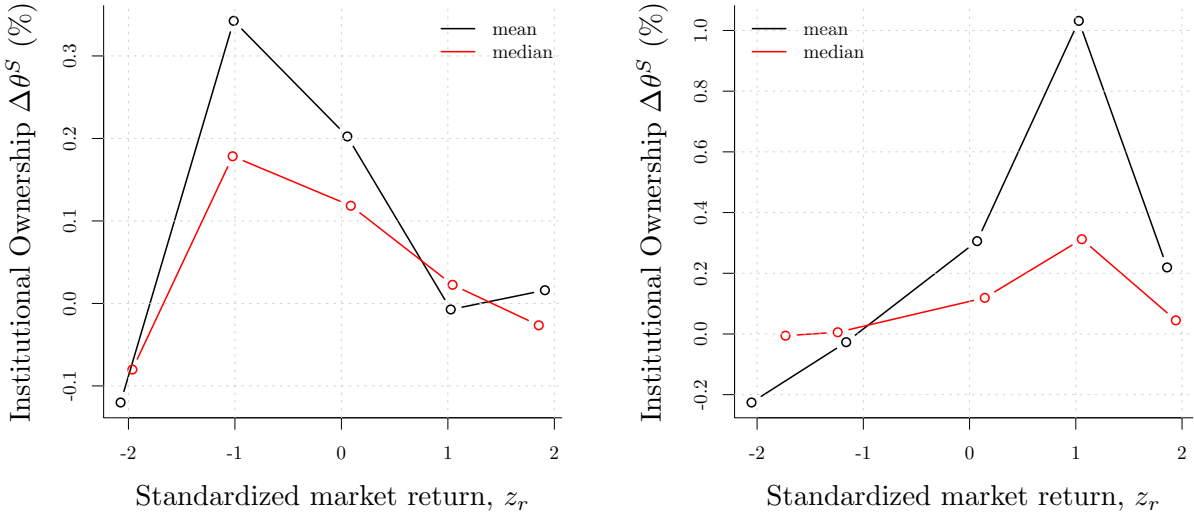 Institutional Ownership Δθ^S (%)
0.3
0.2
0.1
0.0
-0.1
mean
median
-2 -1 0 1 2
Standardized market return, z_r
Institutional Ownership Δθ^S (%)
1.0
0.8
0.6
0.4
0.2
0.0
-0.2
mean
median
-2 -1 0 1 2
Standardized market return, z_r